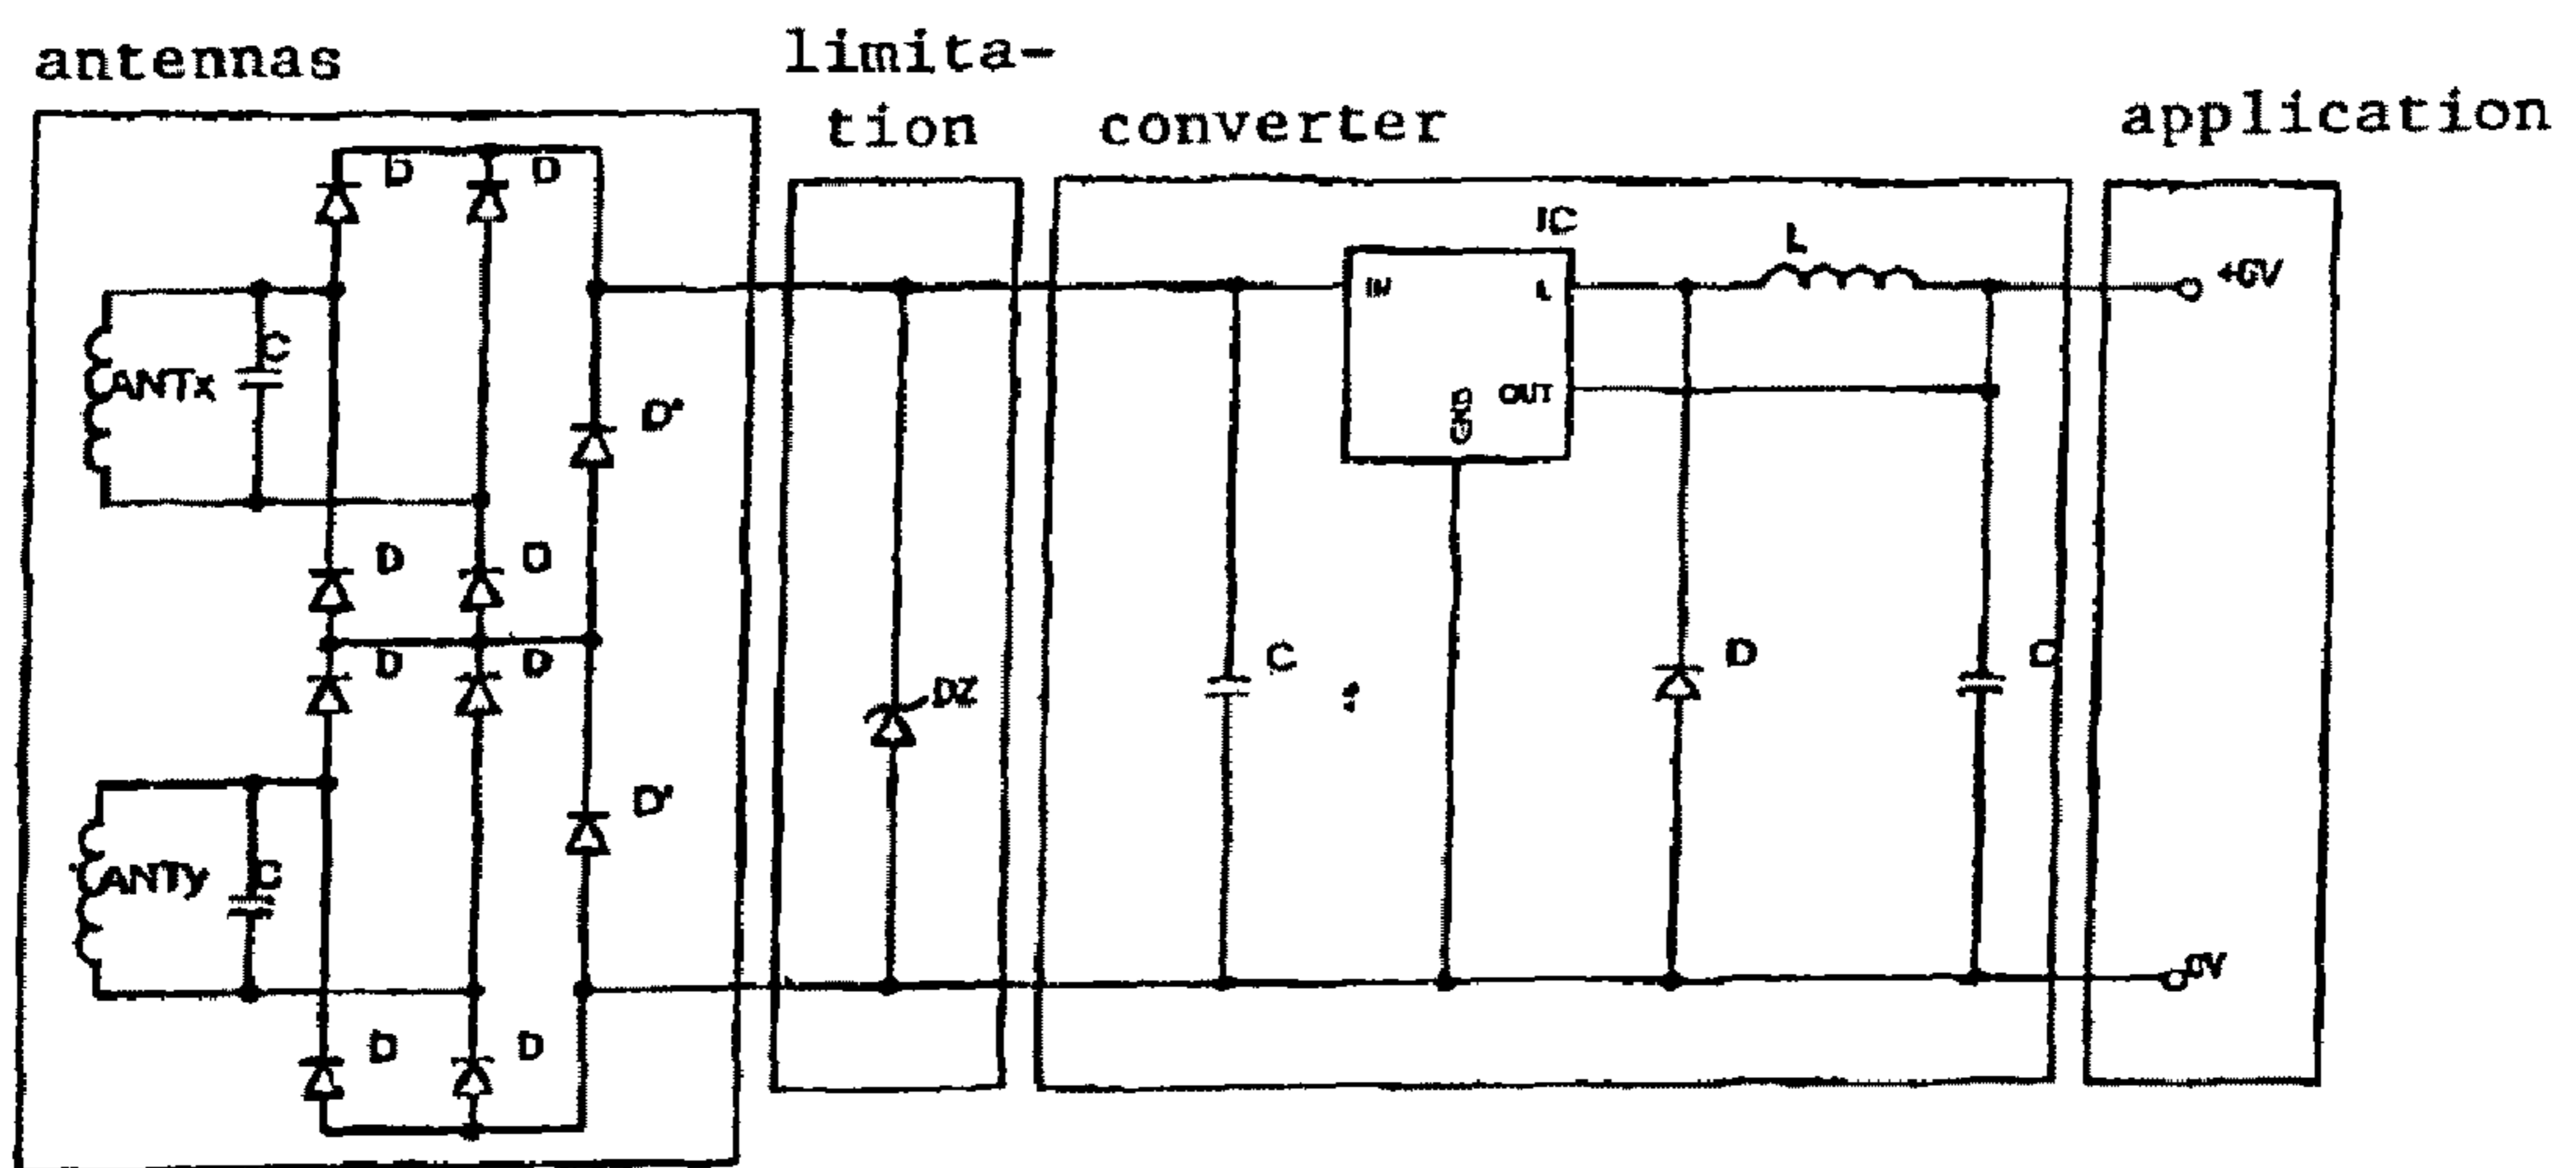 antennas
limita-
tion
converter
application
D
D
IC
L
IN
L
+6V
C
ANTx
D'
OUT
GND
D
D
D
D
DZ
C
D
C
D'
ANTy
C
0V
D
D